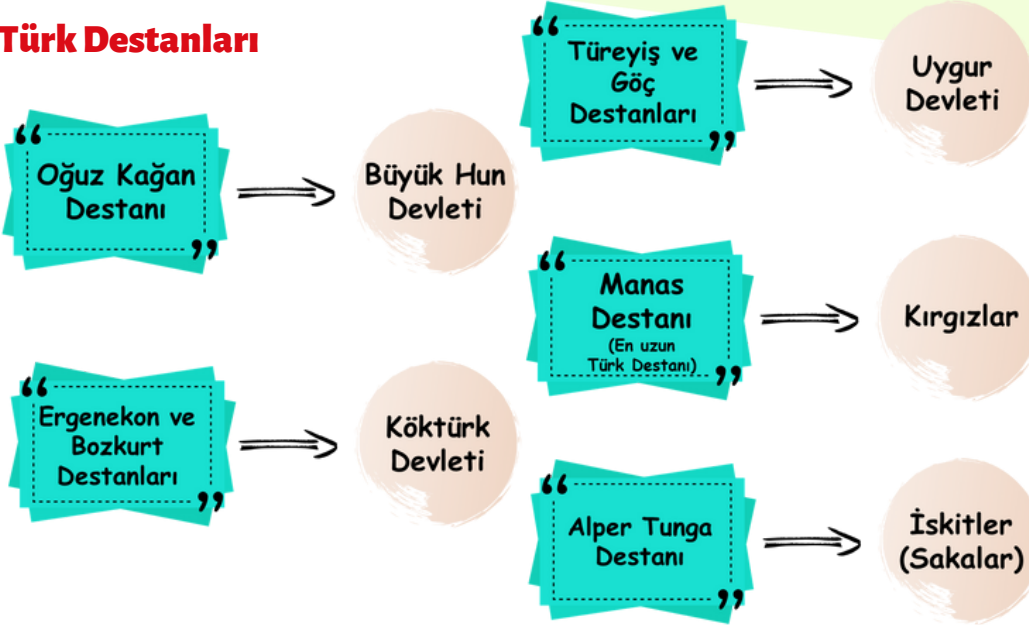 Türk Destanları
Oğuz Kağan
Destanı
Büyük Hun
Devleti
Ergenekon ve
Bozkurt
Destanları
Köktürk
Devleti
Türeyiş ve
Göç
Destanları
Uygur
Devleti
Manas
Destanı
(En uzun
Türk Destanı)
Kırgızlar
Alper Tunga
Destanı
İskitler
(Sakalar)